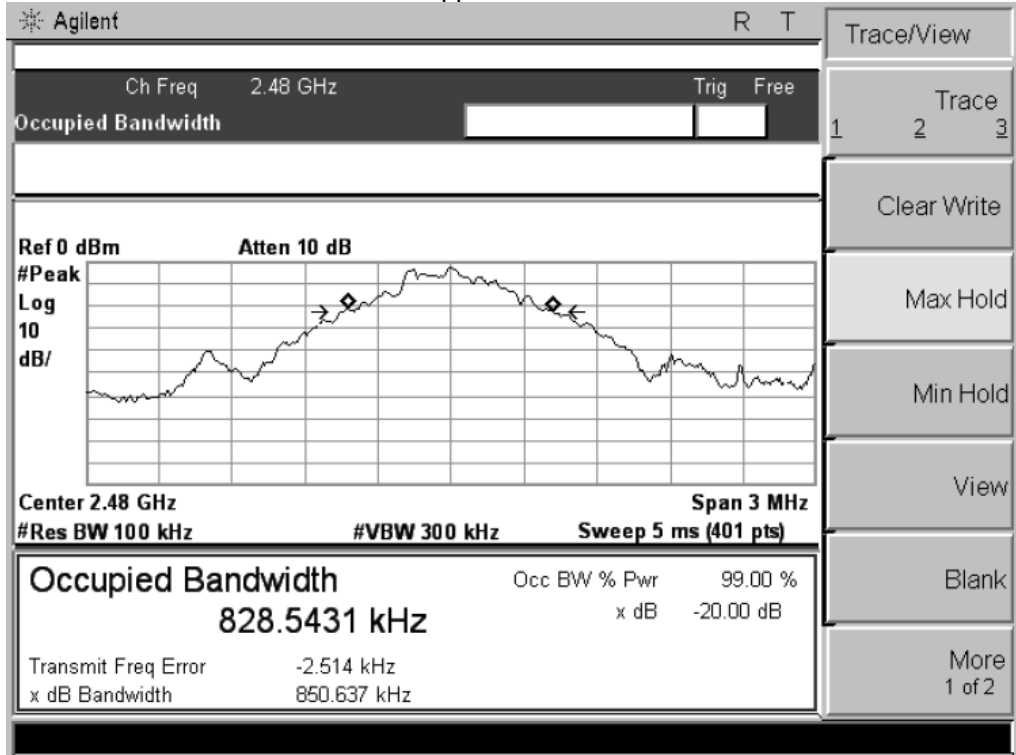 Agilent R T
Trace/View
Ch Freq 2.48 GHz Trig Free
Occupied Bandwidth
Trace
1 2 3
Clear Write
Ref 0 dBm Atten 10 dB
#Peak
Log
10
dB/
Max Hold
Min Hold
View
Center 2.48 GHz Span 3 MHz
#Res BW 100 kHz #VBW 300 kHz Sweep 5 ms (401 pts)
Occupied Bandwidth Occ BW % Pwr 99.00 %
828.5431 kHz x dB -20.00 dB
Blank
Transmit Freq Error -2.514 kHz
x dB Bandwidth 850.637 kHz
More
1 of 2